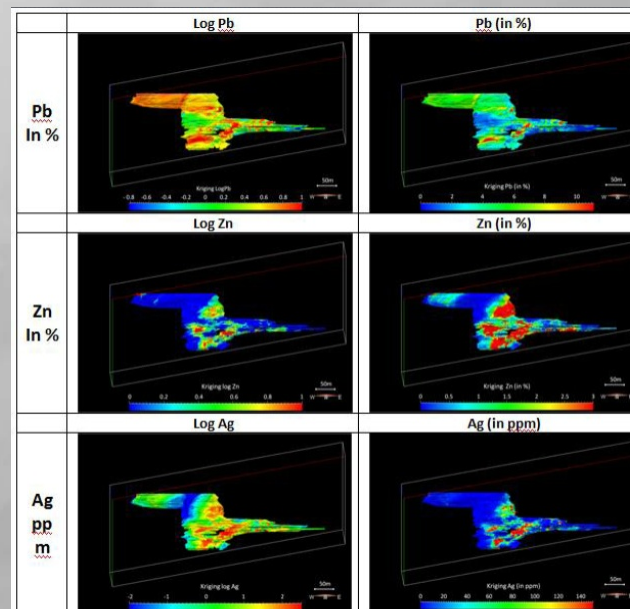 Log Pb
Pb (in %)
Pb
In %
50m
W E
Kriging LogPb
-0.8 -0.6 -0.4 -0.2 0 0.2 0.4 0.6 0.8 1
50m
W E
Kriging Pb (in %)
0 2 4 6 8 10
Log Zn
Zn (in %)
Zn
In %
50m
W E
Kriging log Zn
0 0.2 0.4 0.6 0.8 1
50m
W E
Kriging Zn (in %)
0 0.5 1 1.5 2 2.5 3
Log Ag
Ag (in ppm)
Ag
pp
m
50m
W E
Kriging log Ag
-2 -1 0 1 2
50m
W E
Kriging Ag (in ppm)
0 20 40 60 80 100 120 140